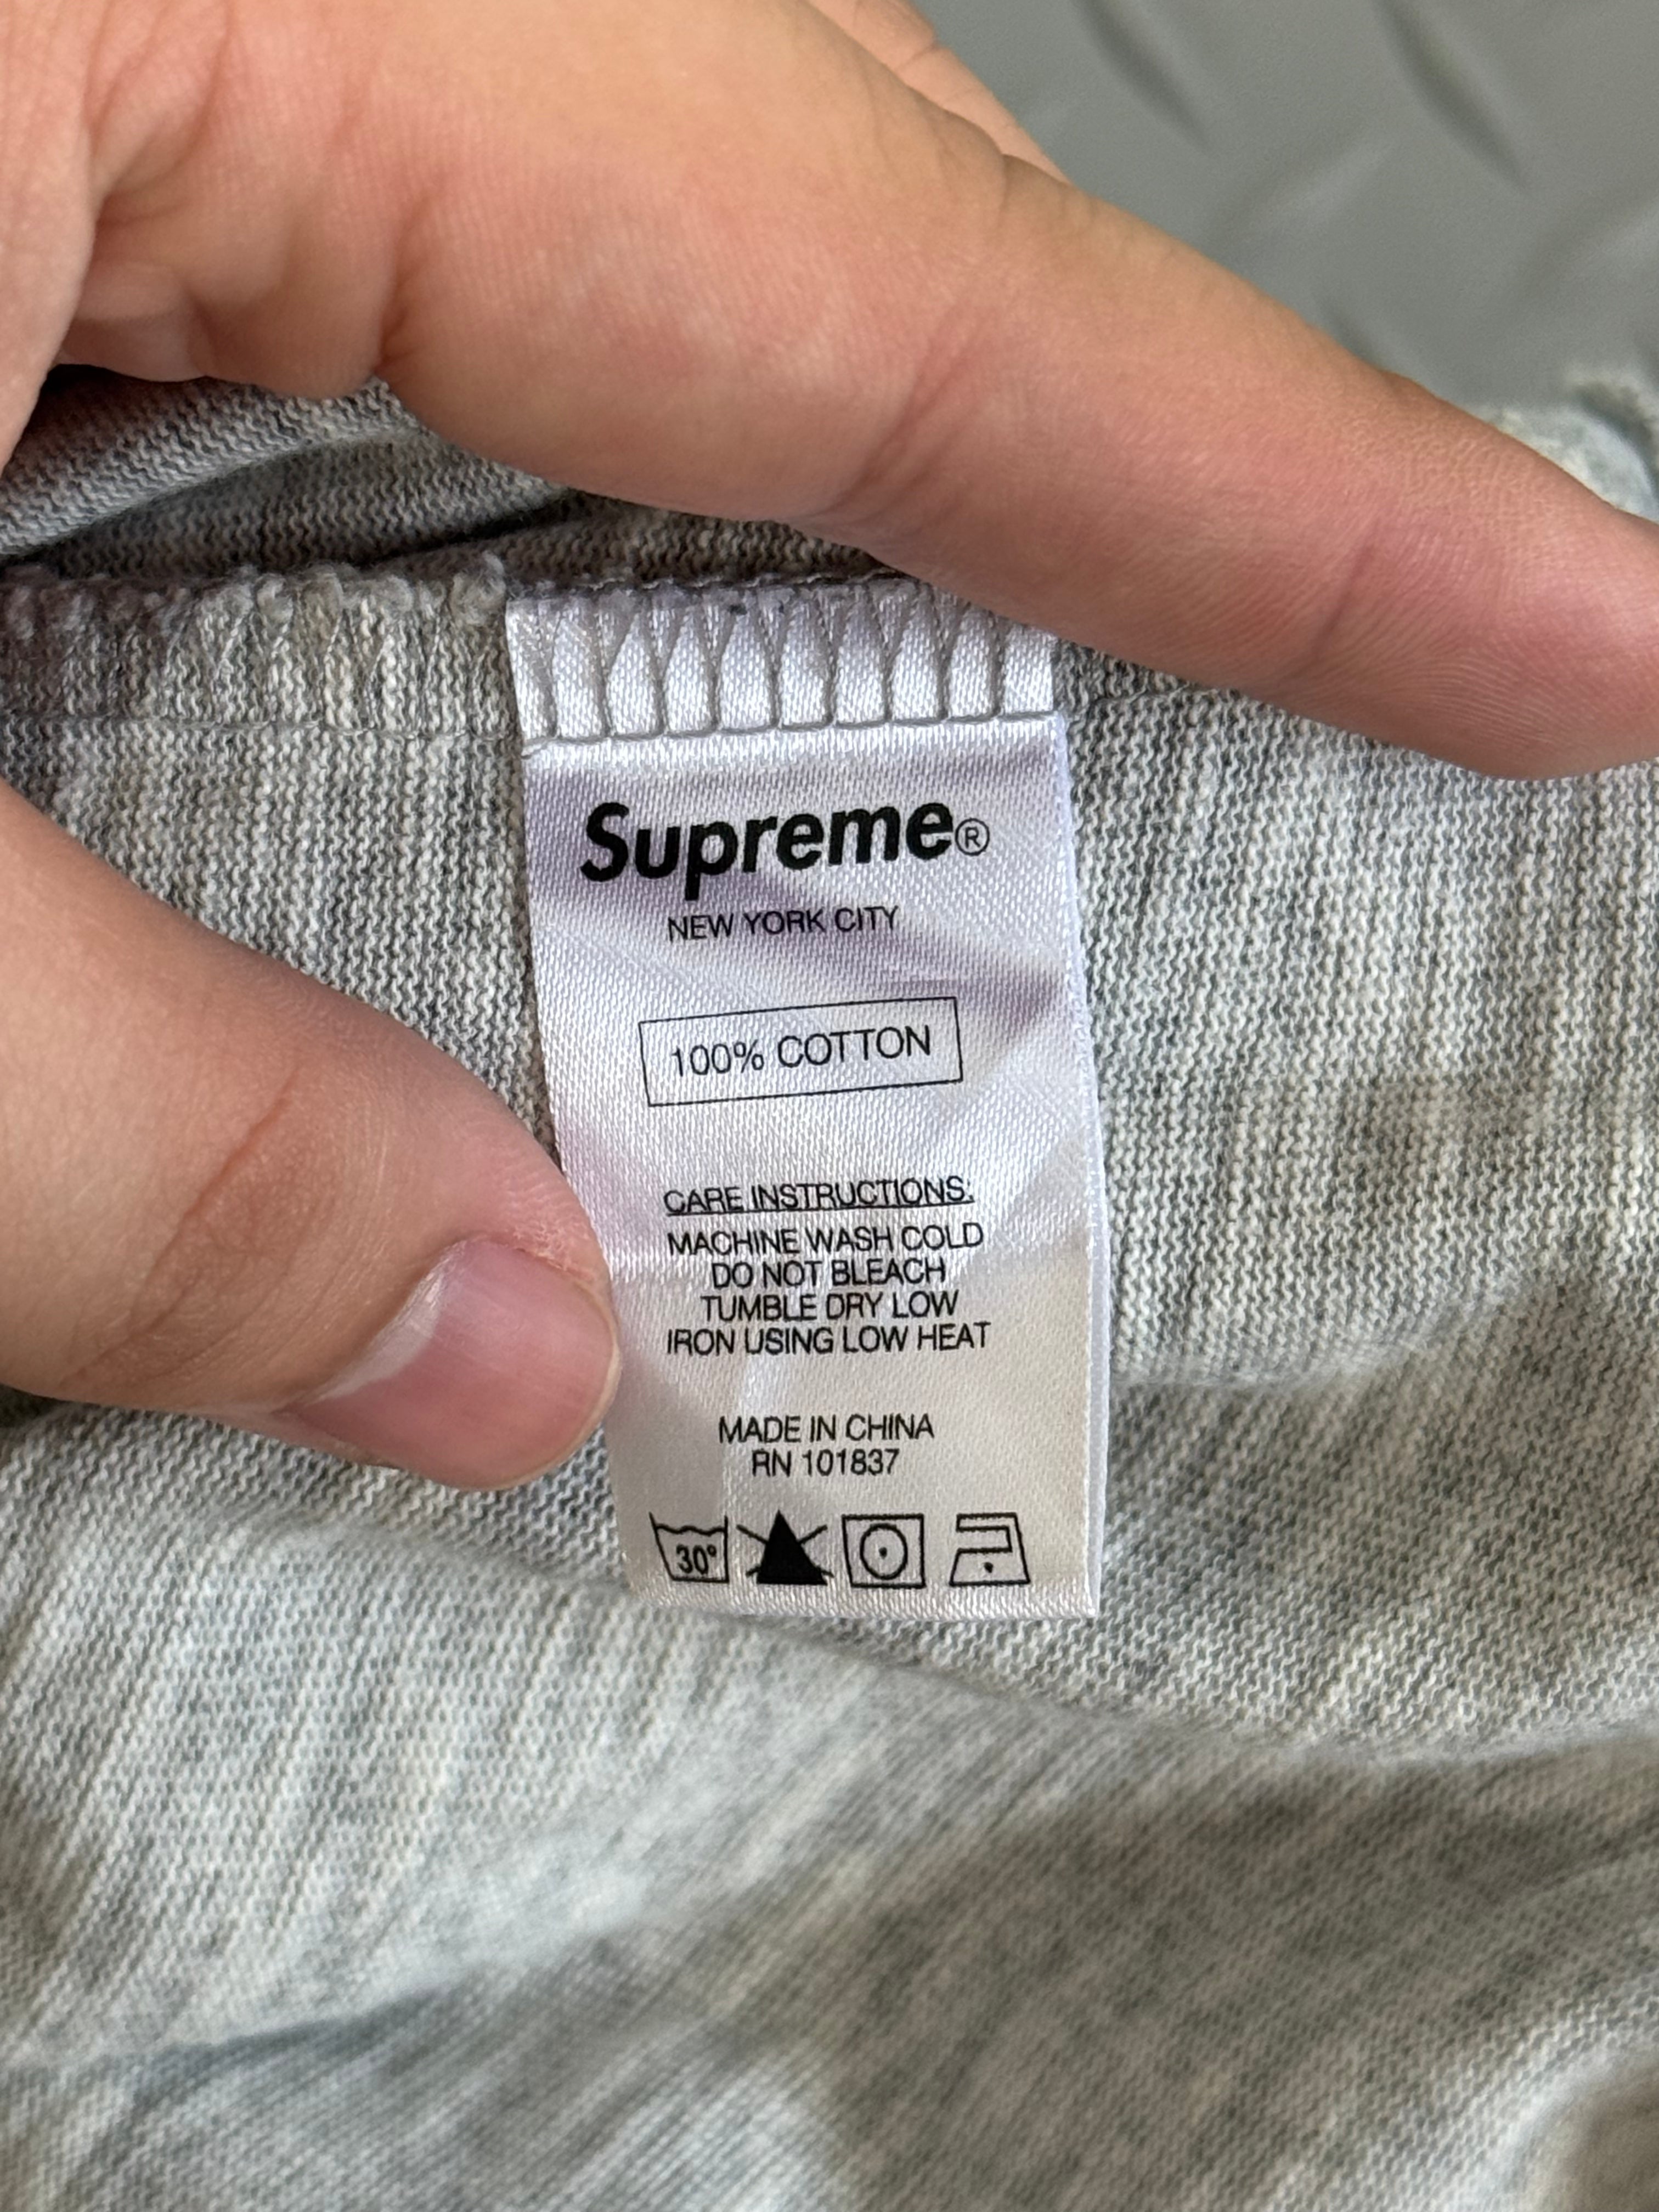 Supreme®
NEW YORK CITY
100% COTTON
CARE INSTRUCTIONS:
MACHINE WASH COLD
DO NOT BLEACH
TUMBLE DRY LOW
IRON USING LOW HEAT
MADE IN CHINA
RN 101837
30°